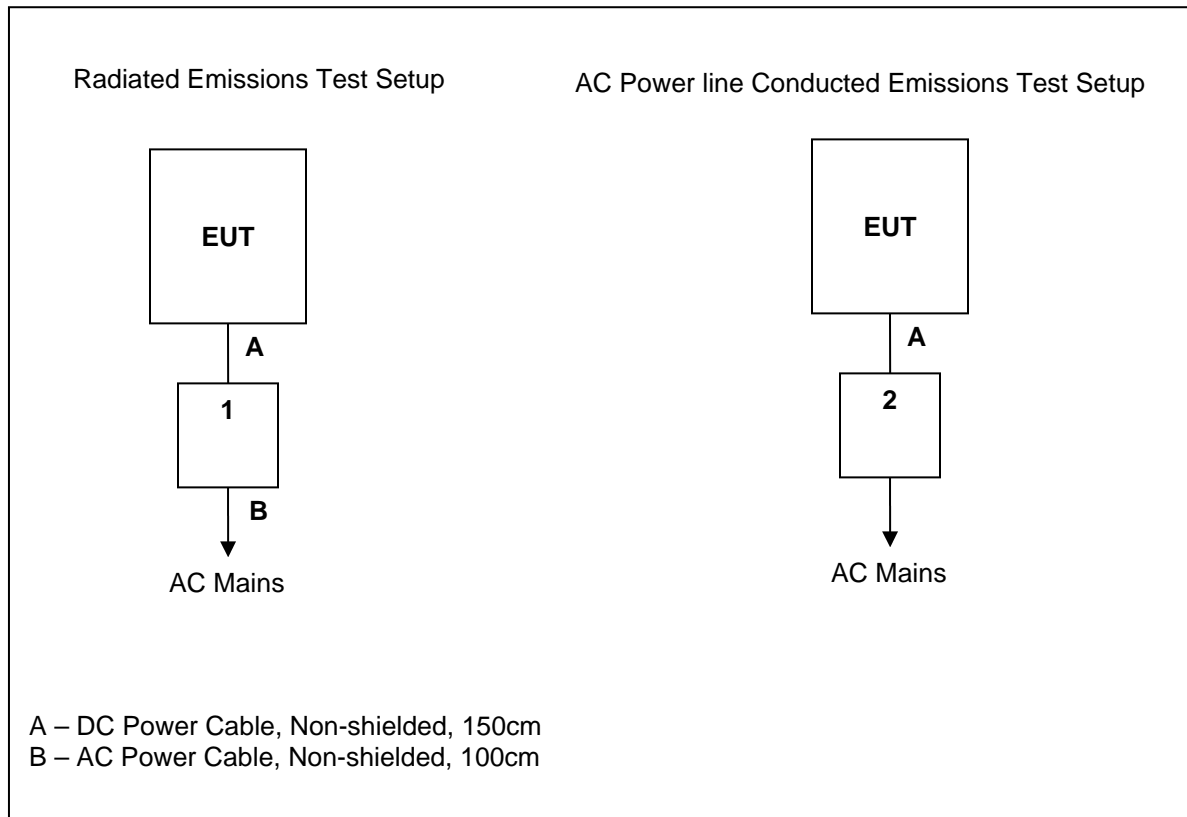 Radiated Emissions Test Setup
EUT
A
1
B
AC Mains
AC Power line Conducted Emissions Test Setup
EUT
A
2
AC Mains
A – DC Power Cable, Non-shielded, 150cm
B – AC Power Cable, Non-shielded, 100cm